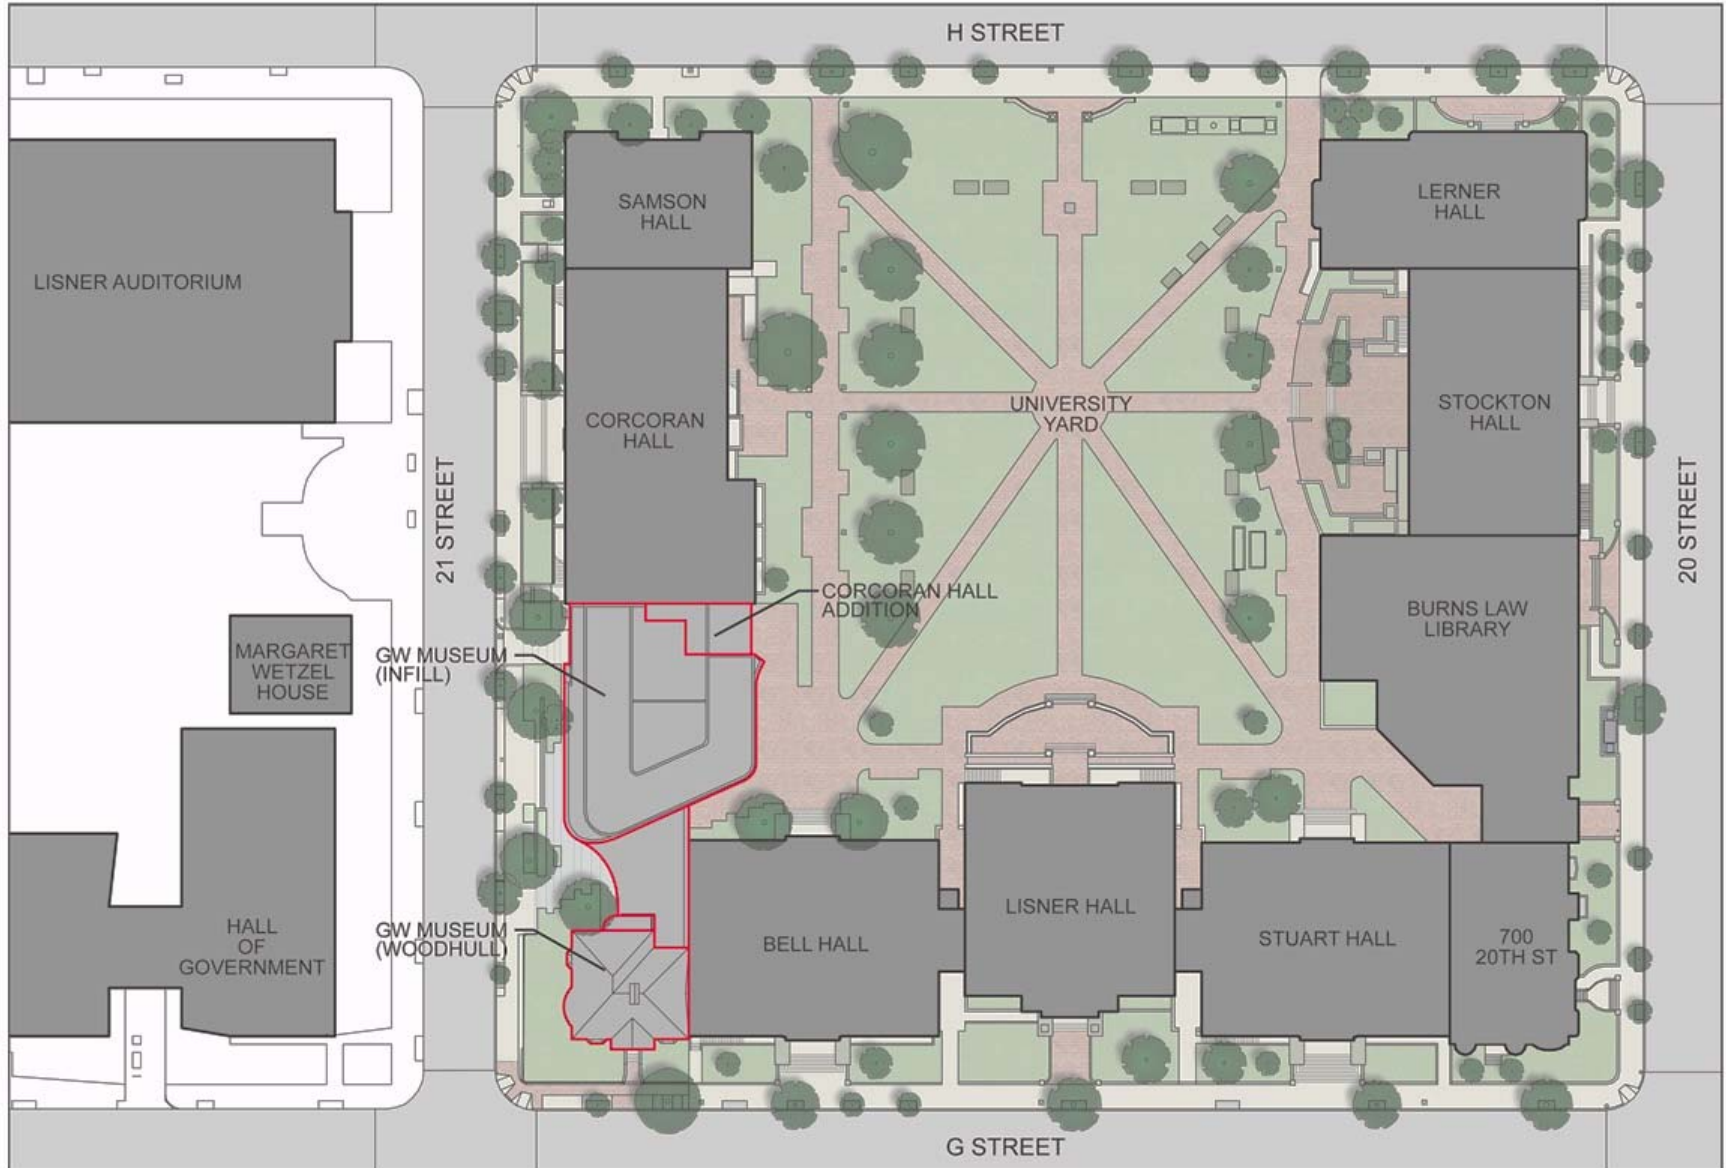 H STREET
SAMSON
HALL
LERNER
HALL
LISNER AUDITORIUM
CORCORAN
HALL
UNIVERSITY
YARD
STOCKTON
HALL
21 STREET
20 STREET
CORCORAN HALL
ADDITION
BURNS LAW
LIBRARY
MARGARET
WETZEL
HOUSE
GW MUSEUM
(INFILL)
LISNER HALL
HALL
OF
GOVERNMENT
GW MUSEUM
(WOODHULL)
BELL HALL
STUART HALL
700
20TH ST
G STREET